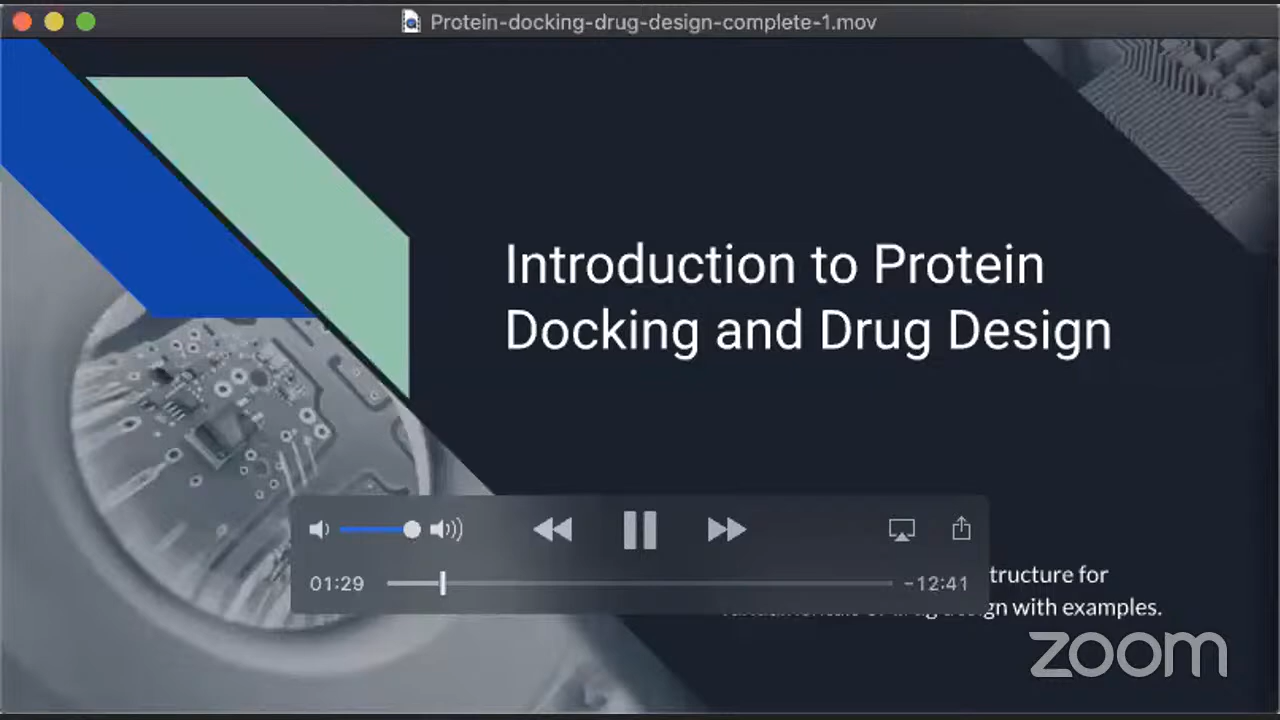 Protein-docking-drug-design-complete-1.mov
Introduction to Protein
Docking and Drug Design
01:29
-12:41
tructure for
design with examples.
zoom